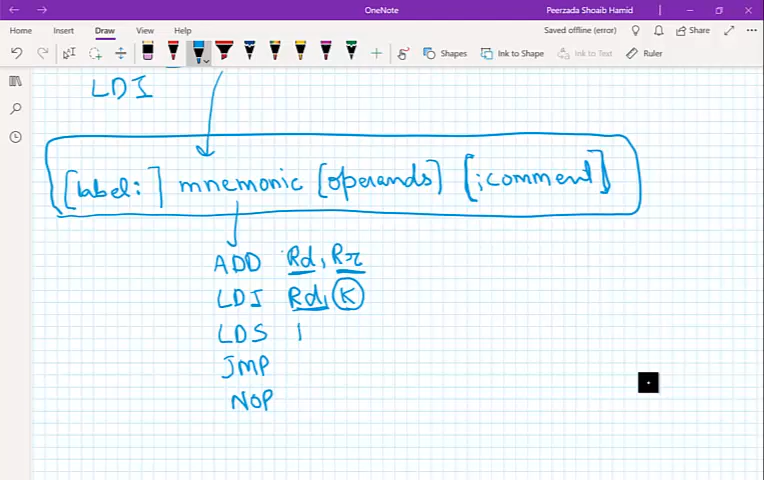 OneNote
Peerzada Shoaib Hamid
Home Insert Draw View Help
Saved offline (error)
Share
Shapes
Ink to Shape
Ink to Text
Ruler
LDI
[label:] mnemonic [operands] [;comment]
ADD Rd, Rr
LDI Rd, K
LDS
JMP
NOP